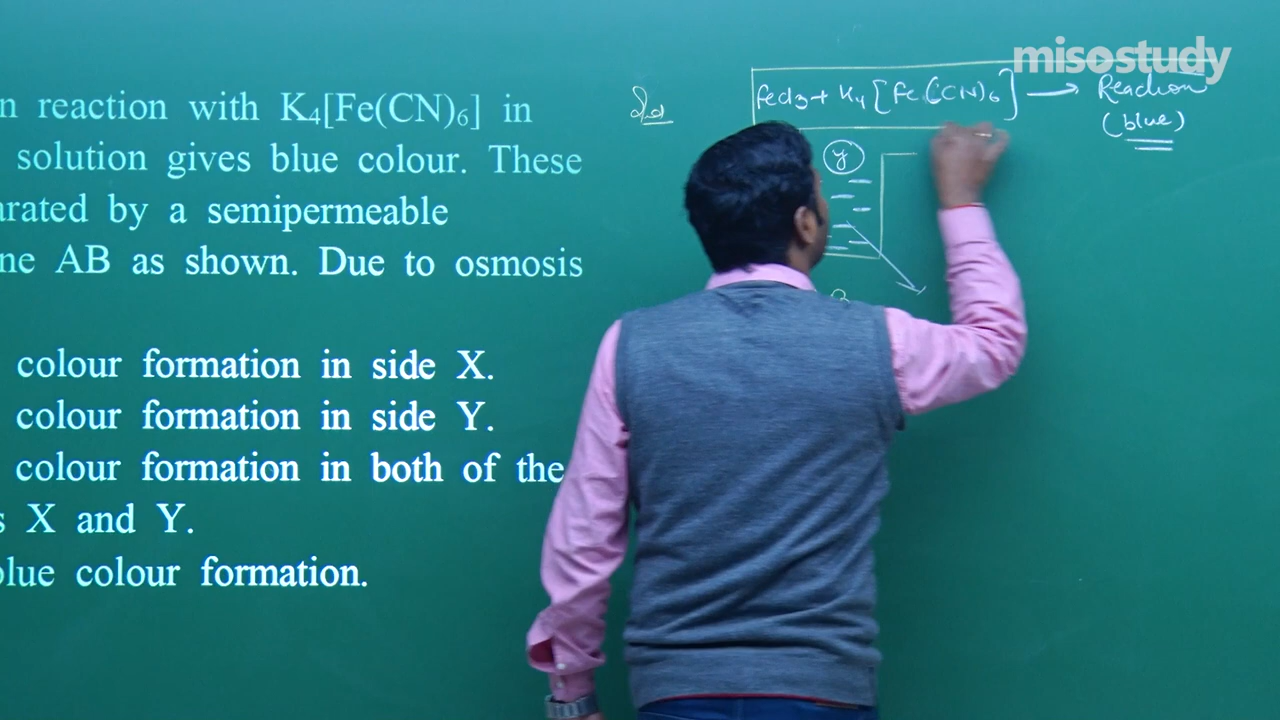 misostudy
n reaction with K₄[Fe(CN)₆] in
solution gives blue colour. These
arated by a semipermeable
ne AB as shown. Due to osmosis
colour formation in side X.
colour formation in side Y.
colour formation in both of the
s X and Y.
olue colour formation.
Sol
FeCl₃ + K₄[Fe(CN)₆] → Reaction
(blue)
y